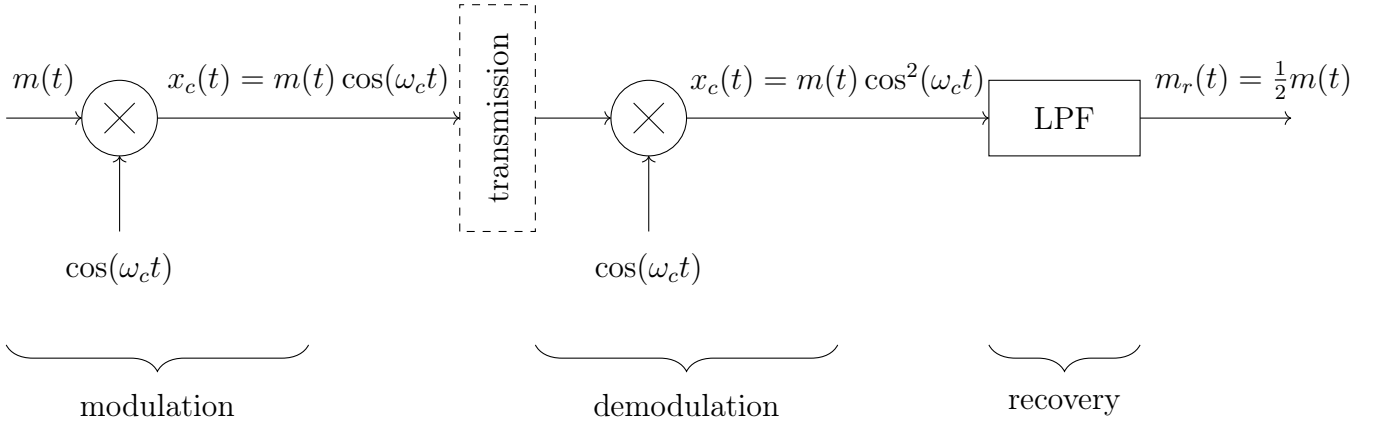 m(t)
x_c(t) = m(t) cos(ω_c t)
transmission
x_c(t) = m(t) cos²(ω_c t)
LPF
m_r(t) = ½m(t)
cos(ω_c t)
cos(ω_c t)
modulation
demodulation
recovery